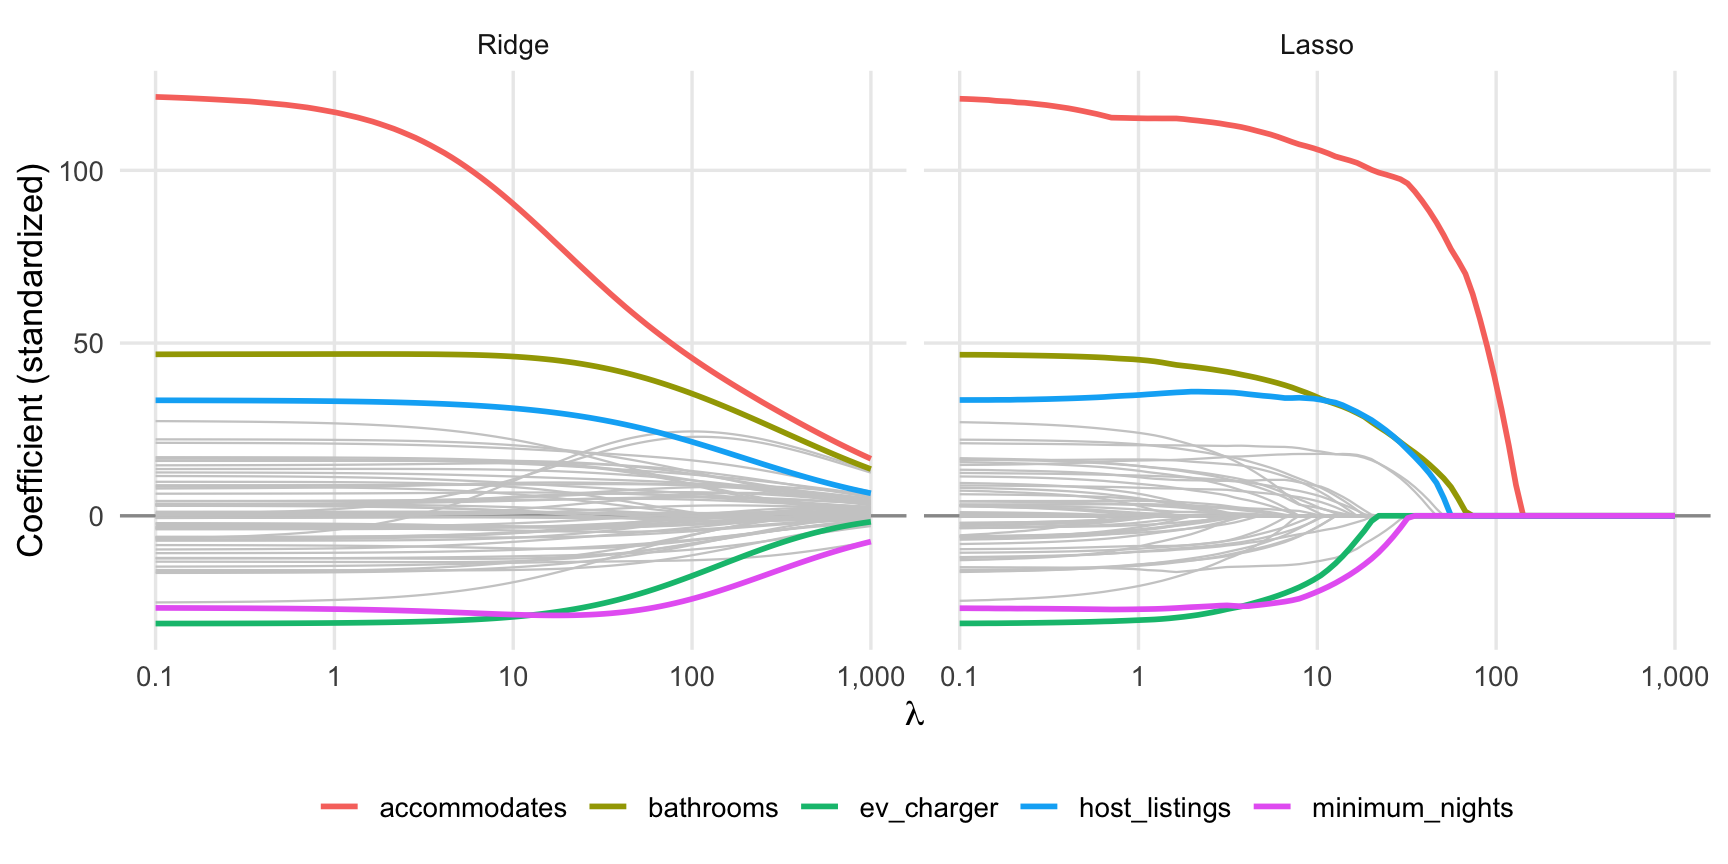 Ridge
Lasso
Coefficient (standardized)
100
50
0
0.1 1 10 100 1,000
0.1 1 10 100 1,000
λ
accommodates bathrooms ev_charger host_listings minimum_nights